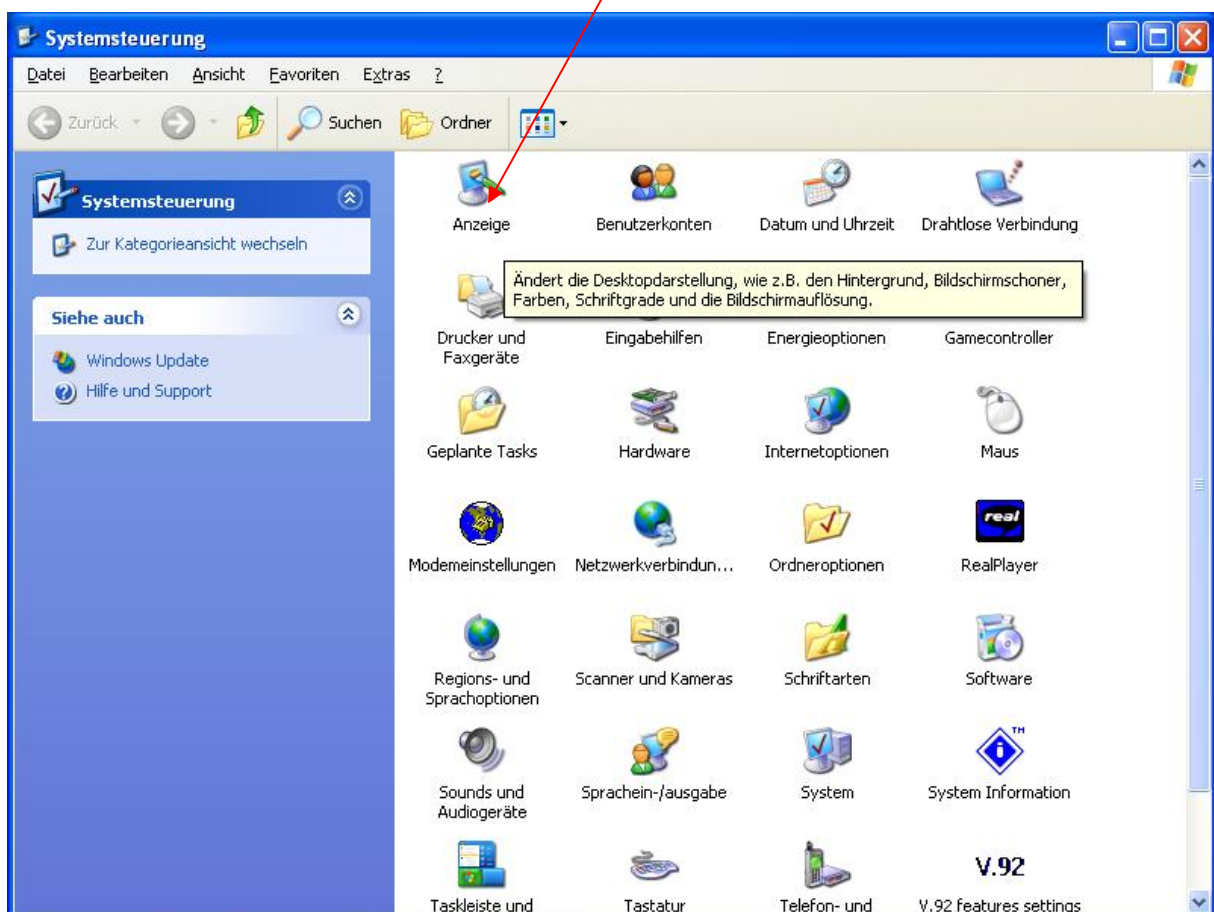 Systemsteuerung
Datei Bearbeiten Ansicht Favoriten Extras ?
Zurück Suchen Ordner
Systemsteuerung
Zur Kategorieansicht wechseln
Siehe auch
Windows Update
Hilfe und Support
Anzeige Benutzerkonten Datum und Uhrzeit Drahtlose Verbindung
Ändert die Desktopdarstellung, wie z.B. den Hintergrund, Bildschirmschoner,
Farben, Schriftgrade und die Bildschirmauflösung.
Drucker und Faxgeräte
Eingabehilfen Energieoptionen Gamecontroller
Geplante Tasks Hardware Internetoptionen Maus
real
Modemeinstellungen Netzwerkverbindun... Ordneroptionen RealPlayer
Regions- und Sprachoptionen
Scanner und Kameras Schriftarten Software
TM
Sounds und Audiogeräte
Sprachein-/ausgabe System System Information
V.92
Taskleiste und Tastatur Telefon- und V.92 features settings